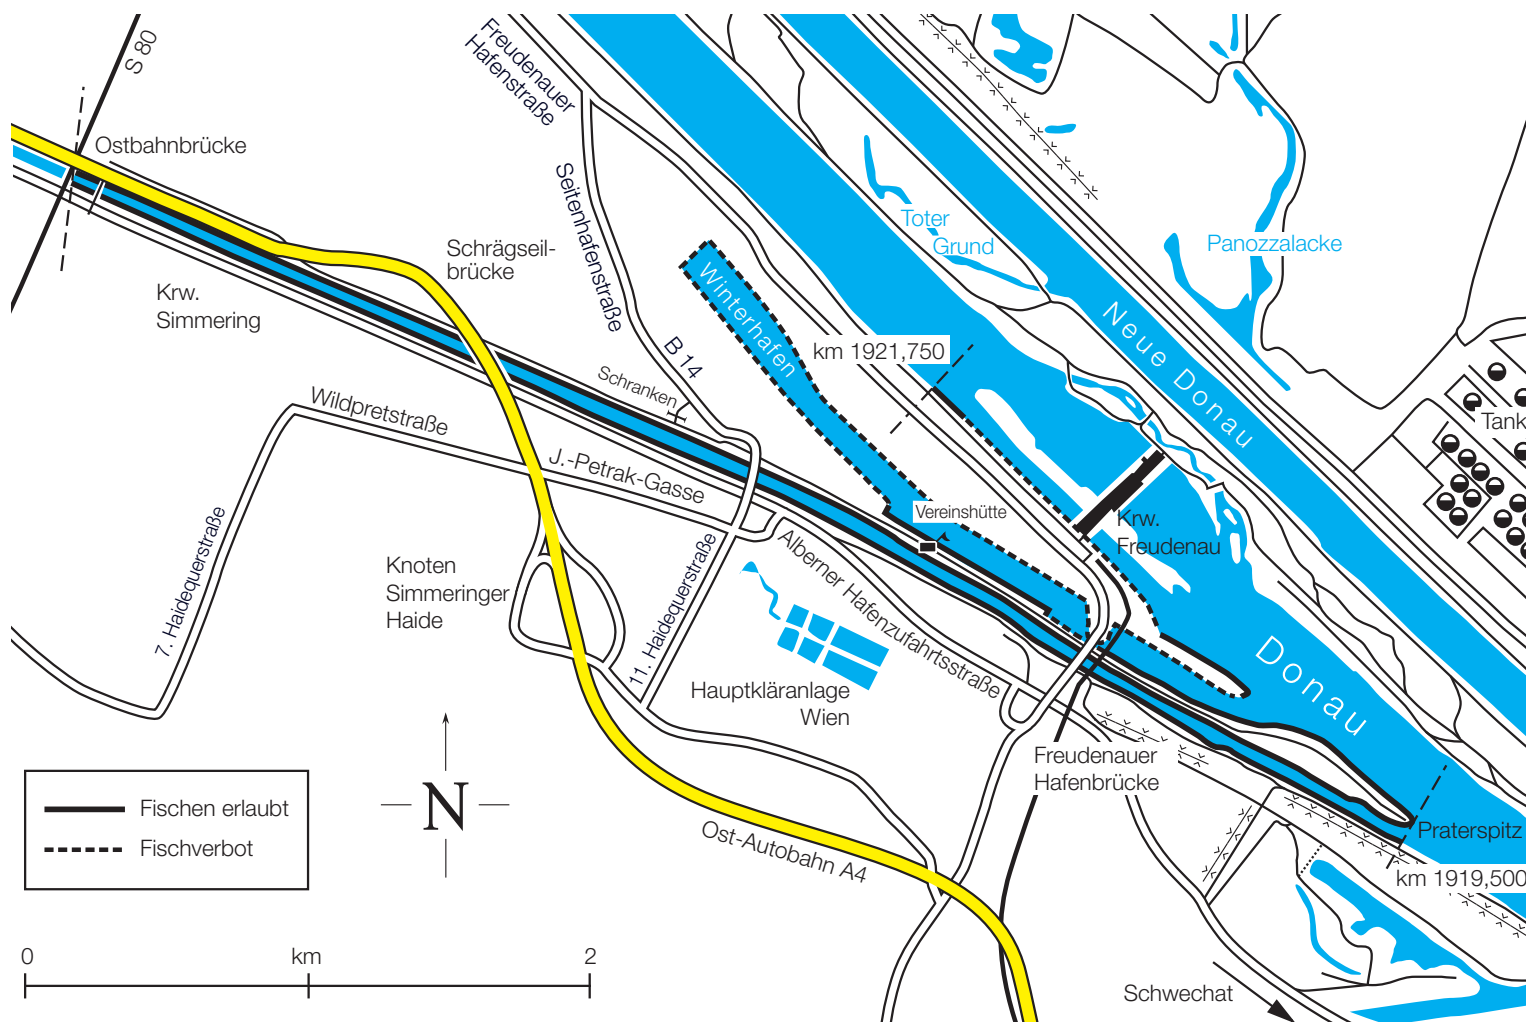 S 80
Freudenauer
Hafenstraße
Ostbahnbrücke
Seitenhafenstraße
Toter
Grund
Panozzalacke
Schrägseil-
brücke
Winterhafen
Krw.
Simmering
Neue Donau
km 1921,750
B 14
Schranken
Wildpretstraße
Tank
J.-Petrak-Gasse
Vereinshütte
Krw.
Freudenau
7. Haidequerstraße
Knoten
Simmeringer
Haide
11. Haidequerstraße
Alberner Hafenzufahrtsstraße
Donau
Hauptkläranlage
Wien
Freudenauer
Hafenbrücke
N
Fischen erlaubt
Fischverbot
Ost-Autobahn A4
Praterspitz
km 1919,500
0 km 2
Schwechat